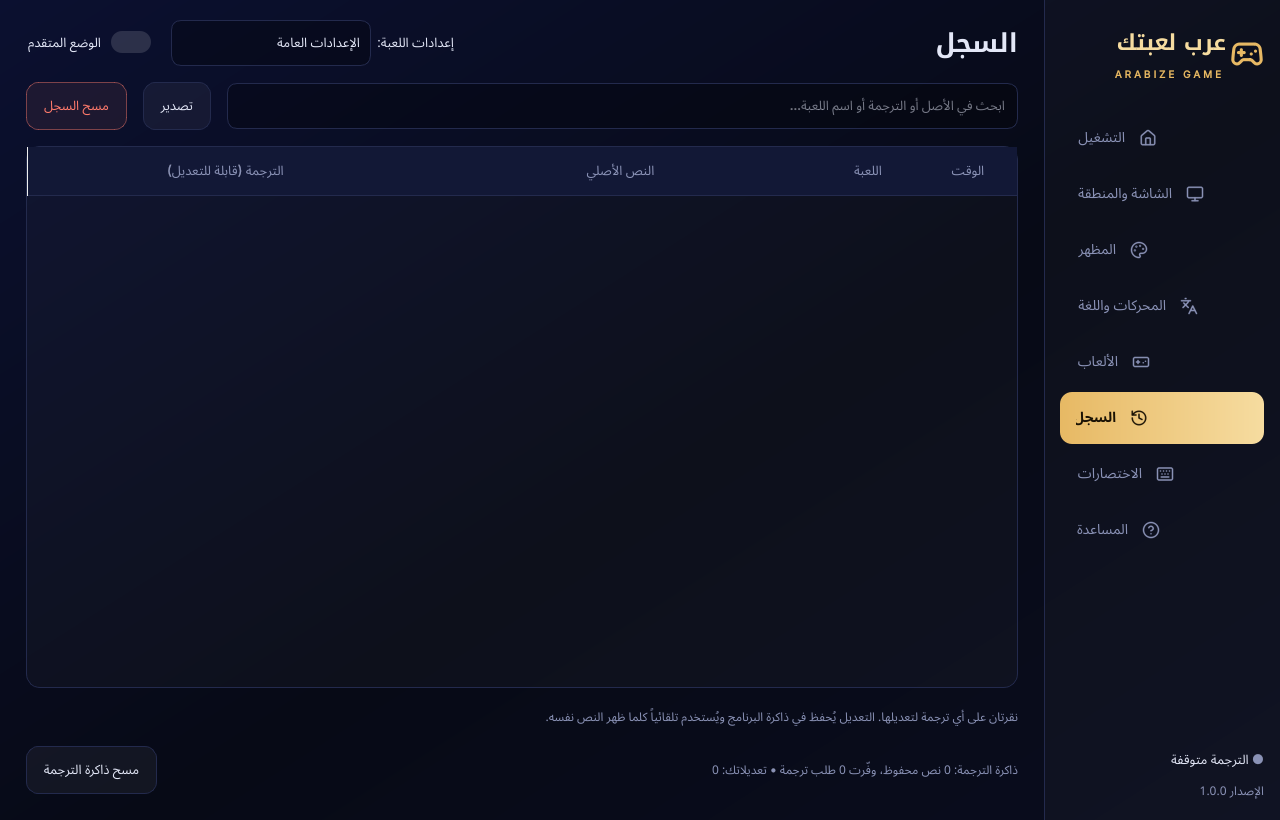 عرب لعبتك
ARABIZE GAME
التشغيل
الشاشة والمنطقة
المظهر
المحركات واللغة
الألعاب
السجل
الاختصارات
المساعدة
الترجمة متوقفة
الإصدار 1.0.0
السجل
إعدادات اللعبة:
الإعدادات العامة
الوضع المتقدم
ابحث في الأصل أو الترجمة أو اسم اللعبة...
تصدير
مسح السجل
الوقت
اللعبة
النص الأصلي
الترجمة (قابلة للتعديل)
نقرتان على أي ترجمة لتعديلها. التعديل يُحفظ في ذاكرة البرنامج ويُستخدم تلقائياً كلما ظهر النص نفسه.
ذاكرة الترجمة: 0 نص محفوظ، وفّرت 0 طلب ترجمة • تعديلاتك: 0
مسح ذاكرة الترجمة